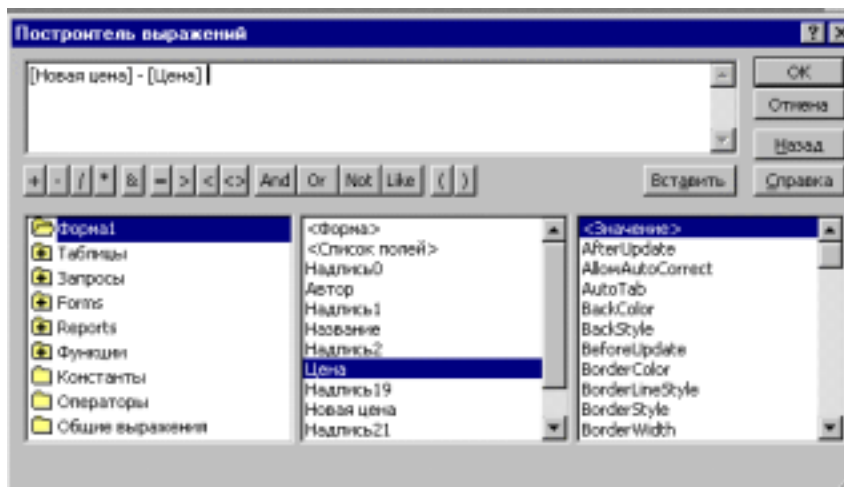 Построитель выражений
[Новая цена] - [Цена]
OK
Отмена
Назад
+ - / * & = > < <> And Or Not Like ( )
Вставить
Справка
Форма1
Таблицы
Запросы
Forms
Reports
Функции
Константы
Операторы
Общие выражения
<Форма>
<Список полей>
Надпись0
Автор
Надпись1
Название
Надпись2
Цена
Надпись19
Новая цена
Надпись21
<Значение>
AfterUpdate
AllowAutoCorrect
AutoTab
BackColor
BackStyle
BeforeUpdate
BorderColor
BorderLineStyle
BorderStyle
BorderWidth